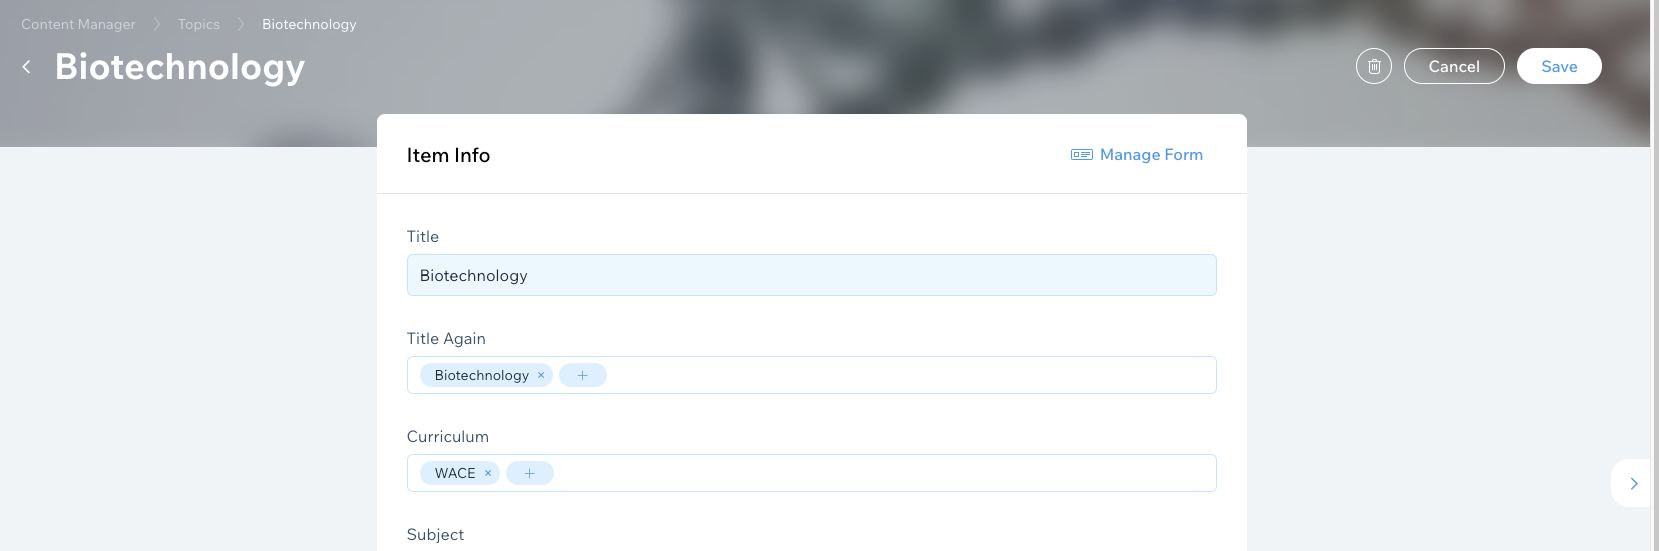 Content Manager Topics Biotechnology
Biotechnology
Cancel
Save
Item Info
Manage Form
Title
Biotechnology
Title Again
Biotechnology × +
Curriculum
WACE × +
Subject